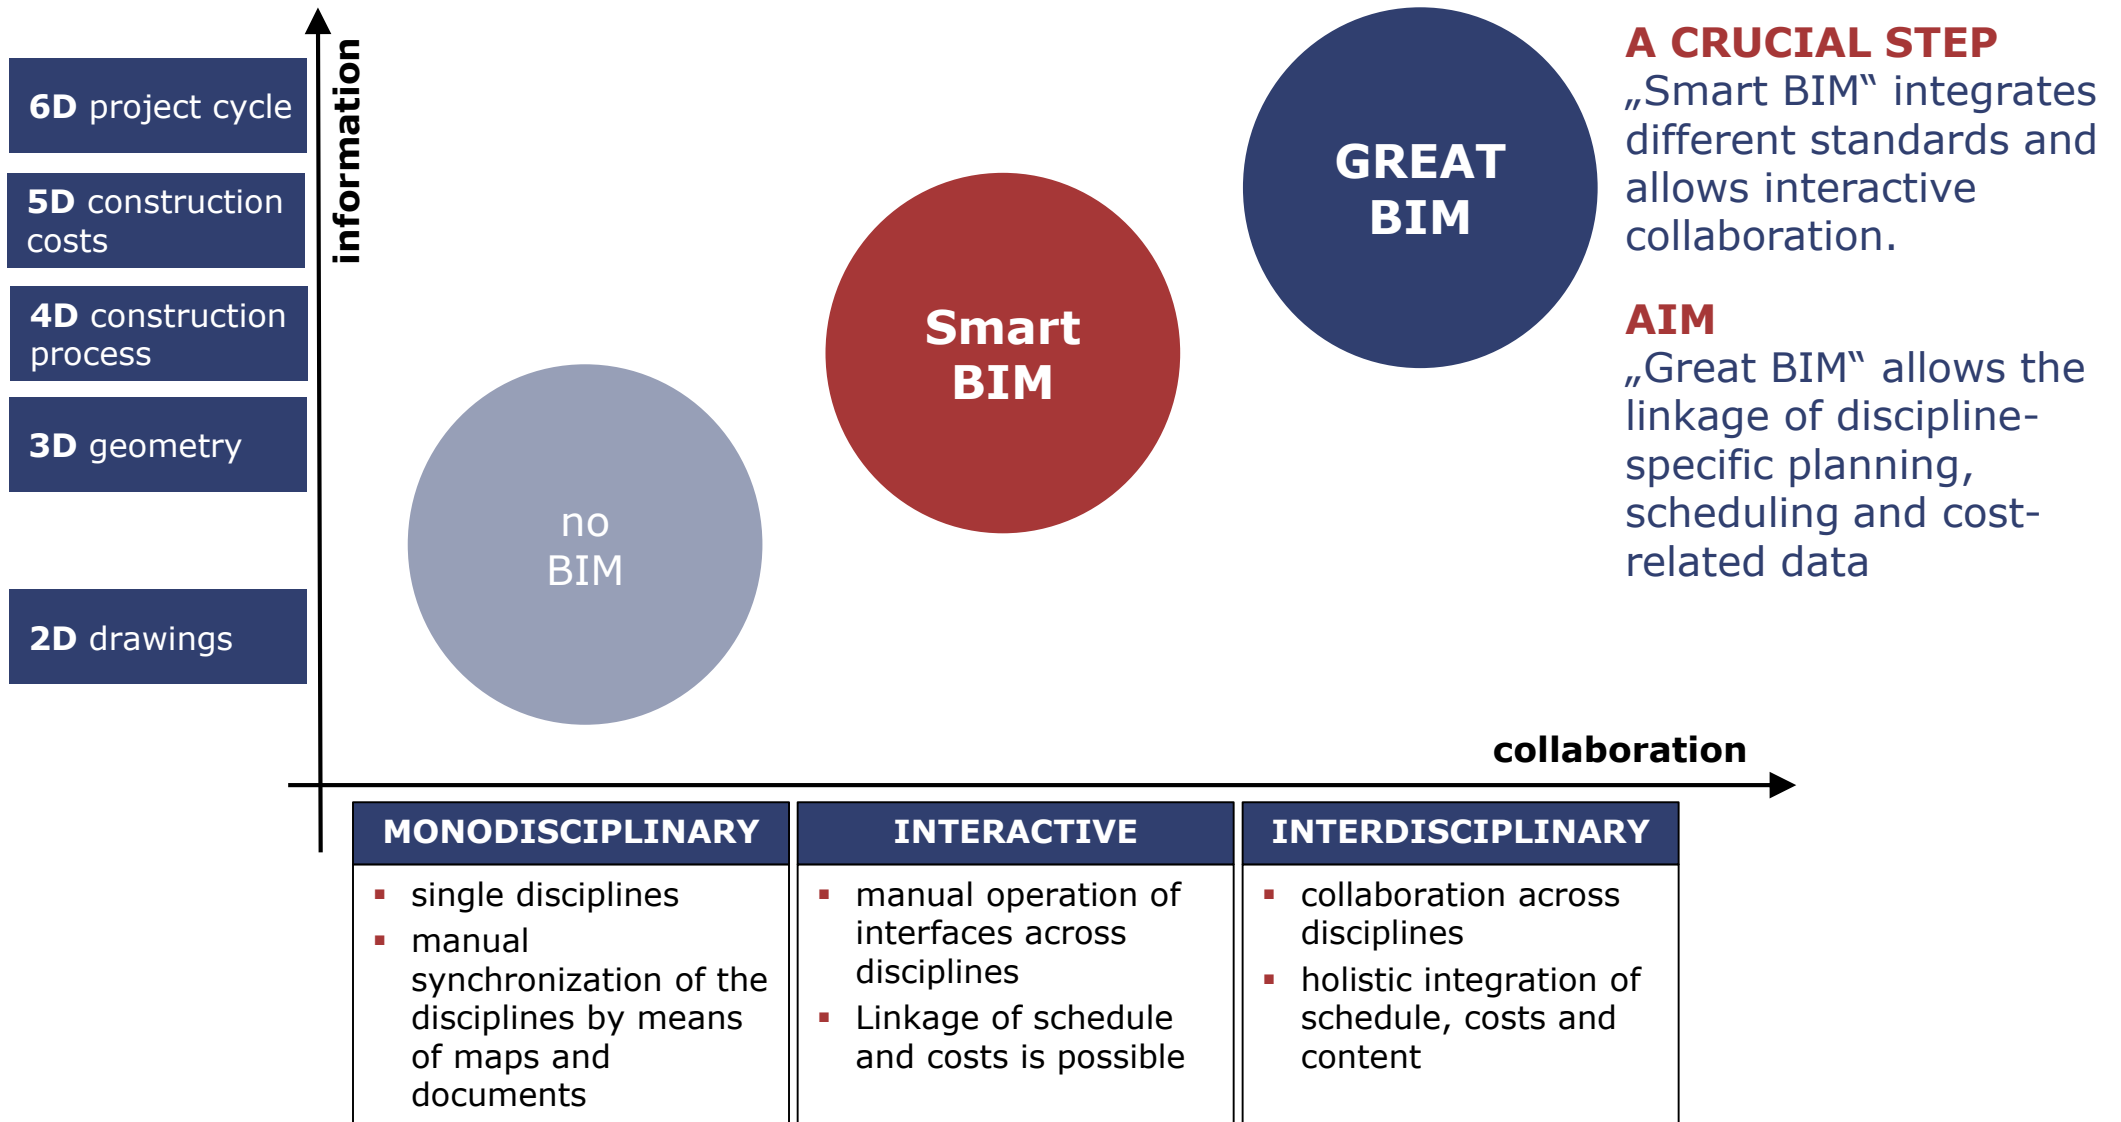 6D project cycle
5D construction
costs
4D construction
process
3D geometry
2D drawings
information
no
BIM
Smart
BIM
GREAT
BIM
A CRUCIAL STEP
„Smart BIM‟ integrates
different standards and
allows interactive
collaboration.
AIM
„Great BIM‟ allows the
linkage of discipline-
specific planning,
scheduling and cost-
related data
collaboration
MONODISCIPLINARY
▪ single disciplines
▪ manual
synchronization of the
disciplines by means
of maps and
documents
INTERACTIVE
▪ manual operation of
interfaces across
disciplines
▪ Linkage of schedule
and costs is possible
INTERDISCIPLINARY
▪ collaboration across
disciplines
▪ holistic integration of
schedule, costs and
content